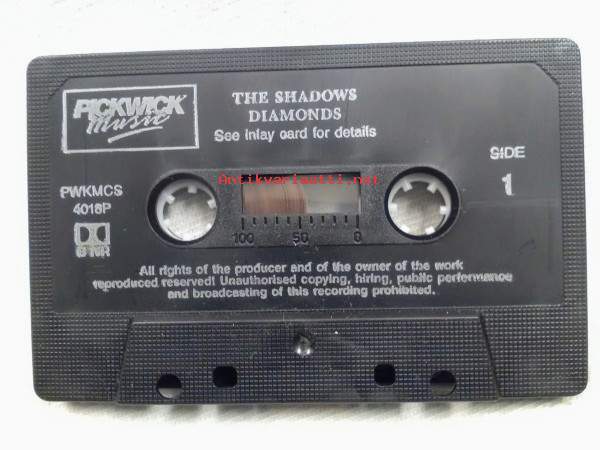 PICKWICK
music
THE SHADOWS
DIAMONDS
See inlay card for details
SIDE
1
PWKMCS
4018P
B NR
Antikvariaatti.net
100 50 0
All rights of the producer and of the owner of the work
reproduced reserved! Unauthorised copying, hiring, public performance
and broadcasting of this recording prohibited.